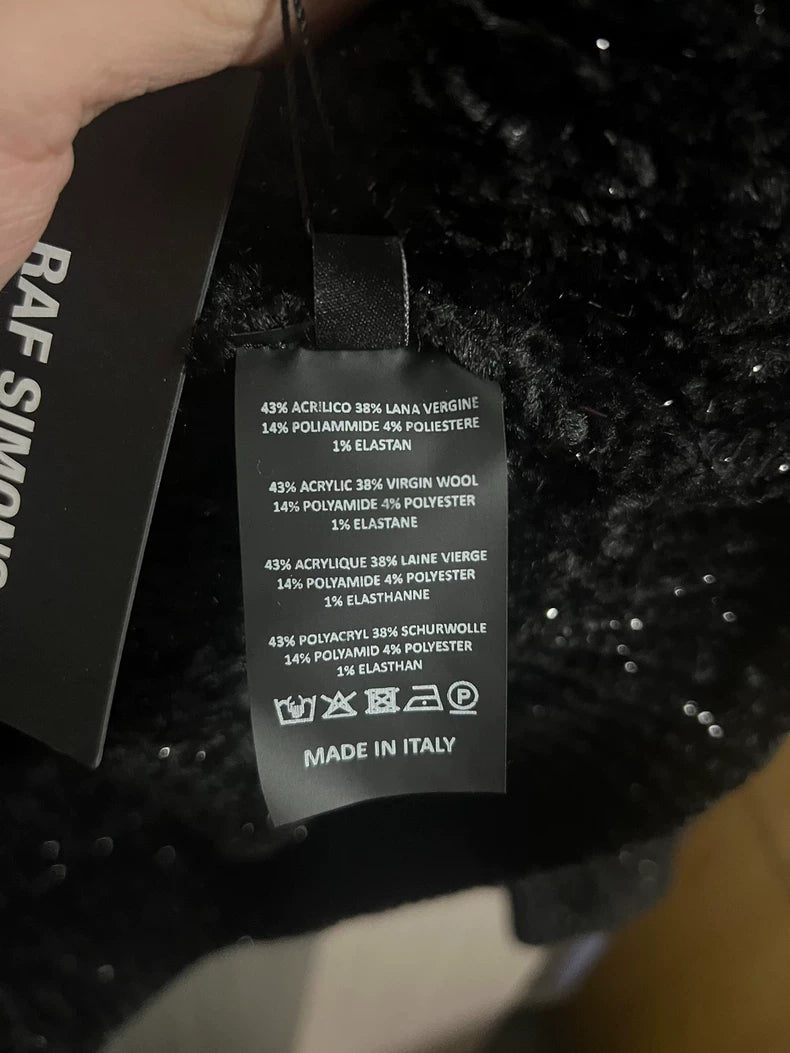 RAF SIMONS
43% ACRILICO 38% LANA VERGINE
14% POLIAMMIDE 4% POLIESTERE
1% ELASTAN
43% ACRYLIC 38% VIRGIN WOOL
14% POLYAMIDE 4% POLYESTER
1% ELASTANE
43% ACRYLIQUE 38% LAINE VIERGE
14% POLYAMIDE 4% POLYESTER
1% ELASTHANNE
43% POLYACRYL 38% SCHURWOLLE
14% POLYAMID 4% POLYESTER
1% ELASTHAN
P
MADE IN ITALY